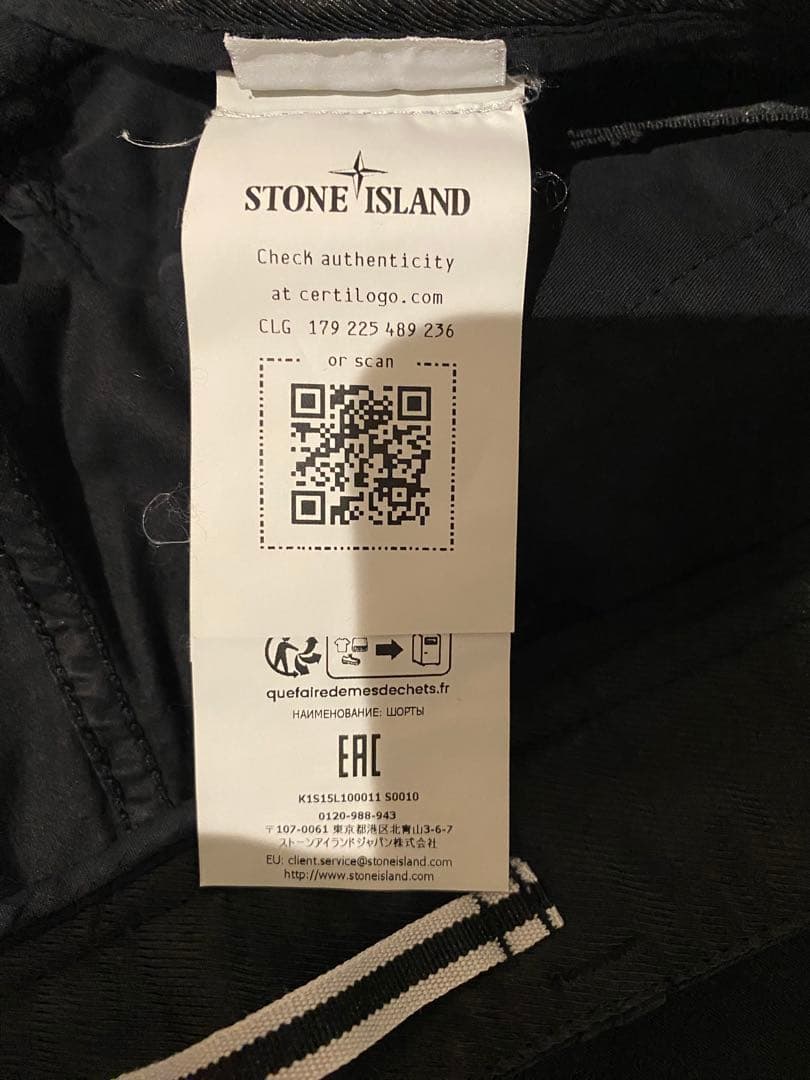 STONE ISLAND
Check authenticity
at certilogo.com
CLG 179 225 489 236
or scan
quefairedemesdechets.fr
НАИМЕНОВАНИЕ: ШОРТЫ
EAC
K1S15L100011 S0010
0120-988-943
〒107-0061 東京都港区北青山3-6-7
ストーンアイランドジャパン株式会社
EU: client.service@stoneisland.com
http://www.stoneisland.com